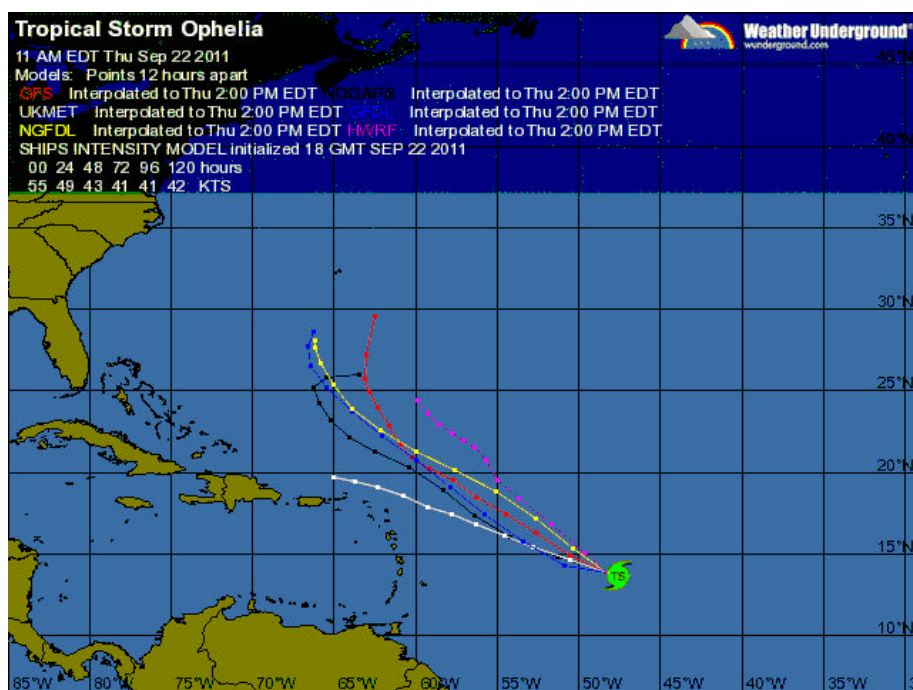 Tropical Storm Ophelia
Weather Underground®
wunderground.com
11 AM EDT Thu Sep 22 2011
Models: Points 12 hours apart
GFS Interpolated to Thu 2:00 PM EDT NOGAPS Interpolated to Thu 2:00 PM EDT
UKMET Interpolated to Thu 2:00 PM EDT GFDL Interpolated to Thu 2:00 PM EDT
NGFDL Interpolated to Thu 2:00 PM EDT HWRF Interpolated to Thu 2:00 PM EDT
SHIPS INTENSITY MODEL initialized 18 GMT SEP 22 2011
00 24 48 72 96 120 hours
55 49 43 41 41 42 KTS
45°N
40°N
35°N
30°N
25°N
20°N
15°N
TS
10°N
85°W 80°W 75°W 70°W 65°W 60°W 55°W 50°W 45°W 40°W 35°W